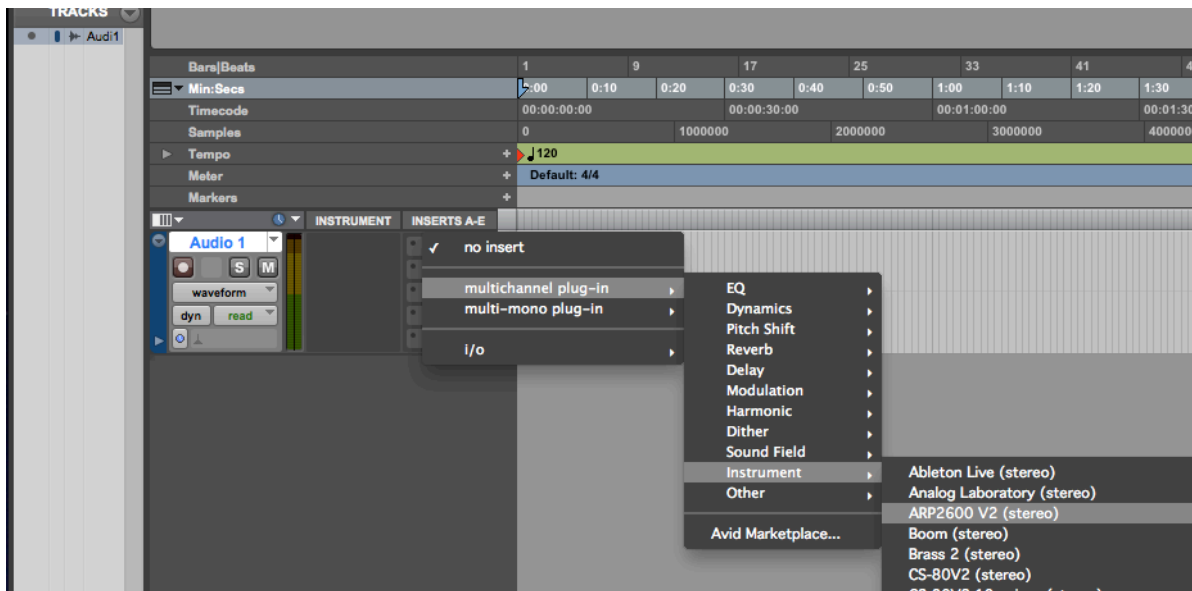 TRACKS
Audi1
Bars|Beats 1 9 17 25 33 41
Min:Secs 0:00 0:10 0:20 0:30 0:40 0:50 1:00 1:10 1:20 1:30
Timecode 00:00:00:00 00:00:30:00 00:01:00:00 00:01:30
Samples 0 1000000 2000000 3000000 400000
Tempo + 120
Meter + Default: 4/4
Markers +
INSTRUMENT INSERTS A-E
Audio 1
S M
waveform
dyn read
no insert
multichannel plug-in
multi-mono plug-in
i/o
EQ
Dynamics
Pitch Shift
Reverb
Delay
Modulation
Harmonic
Dither
Sound Field
Instrument
Other
Avid Marketplace...
Ableton Live (stereo)
Analog Laboratory (stereo)
ARP2600 V2 (stereo)
Boom (stereo)
Brass 2 (stereo)
CS-80V2 (stereo)